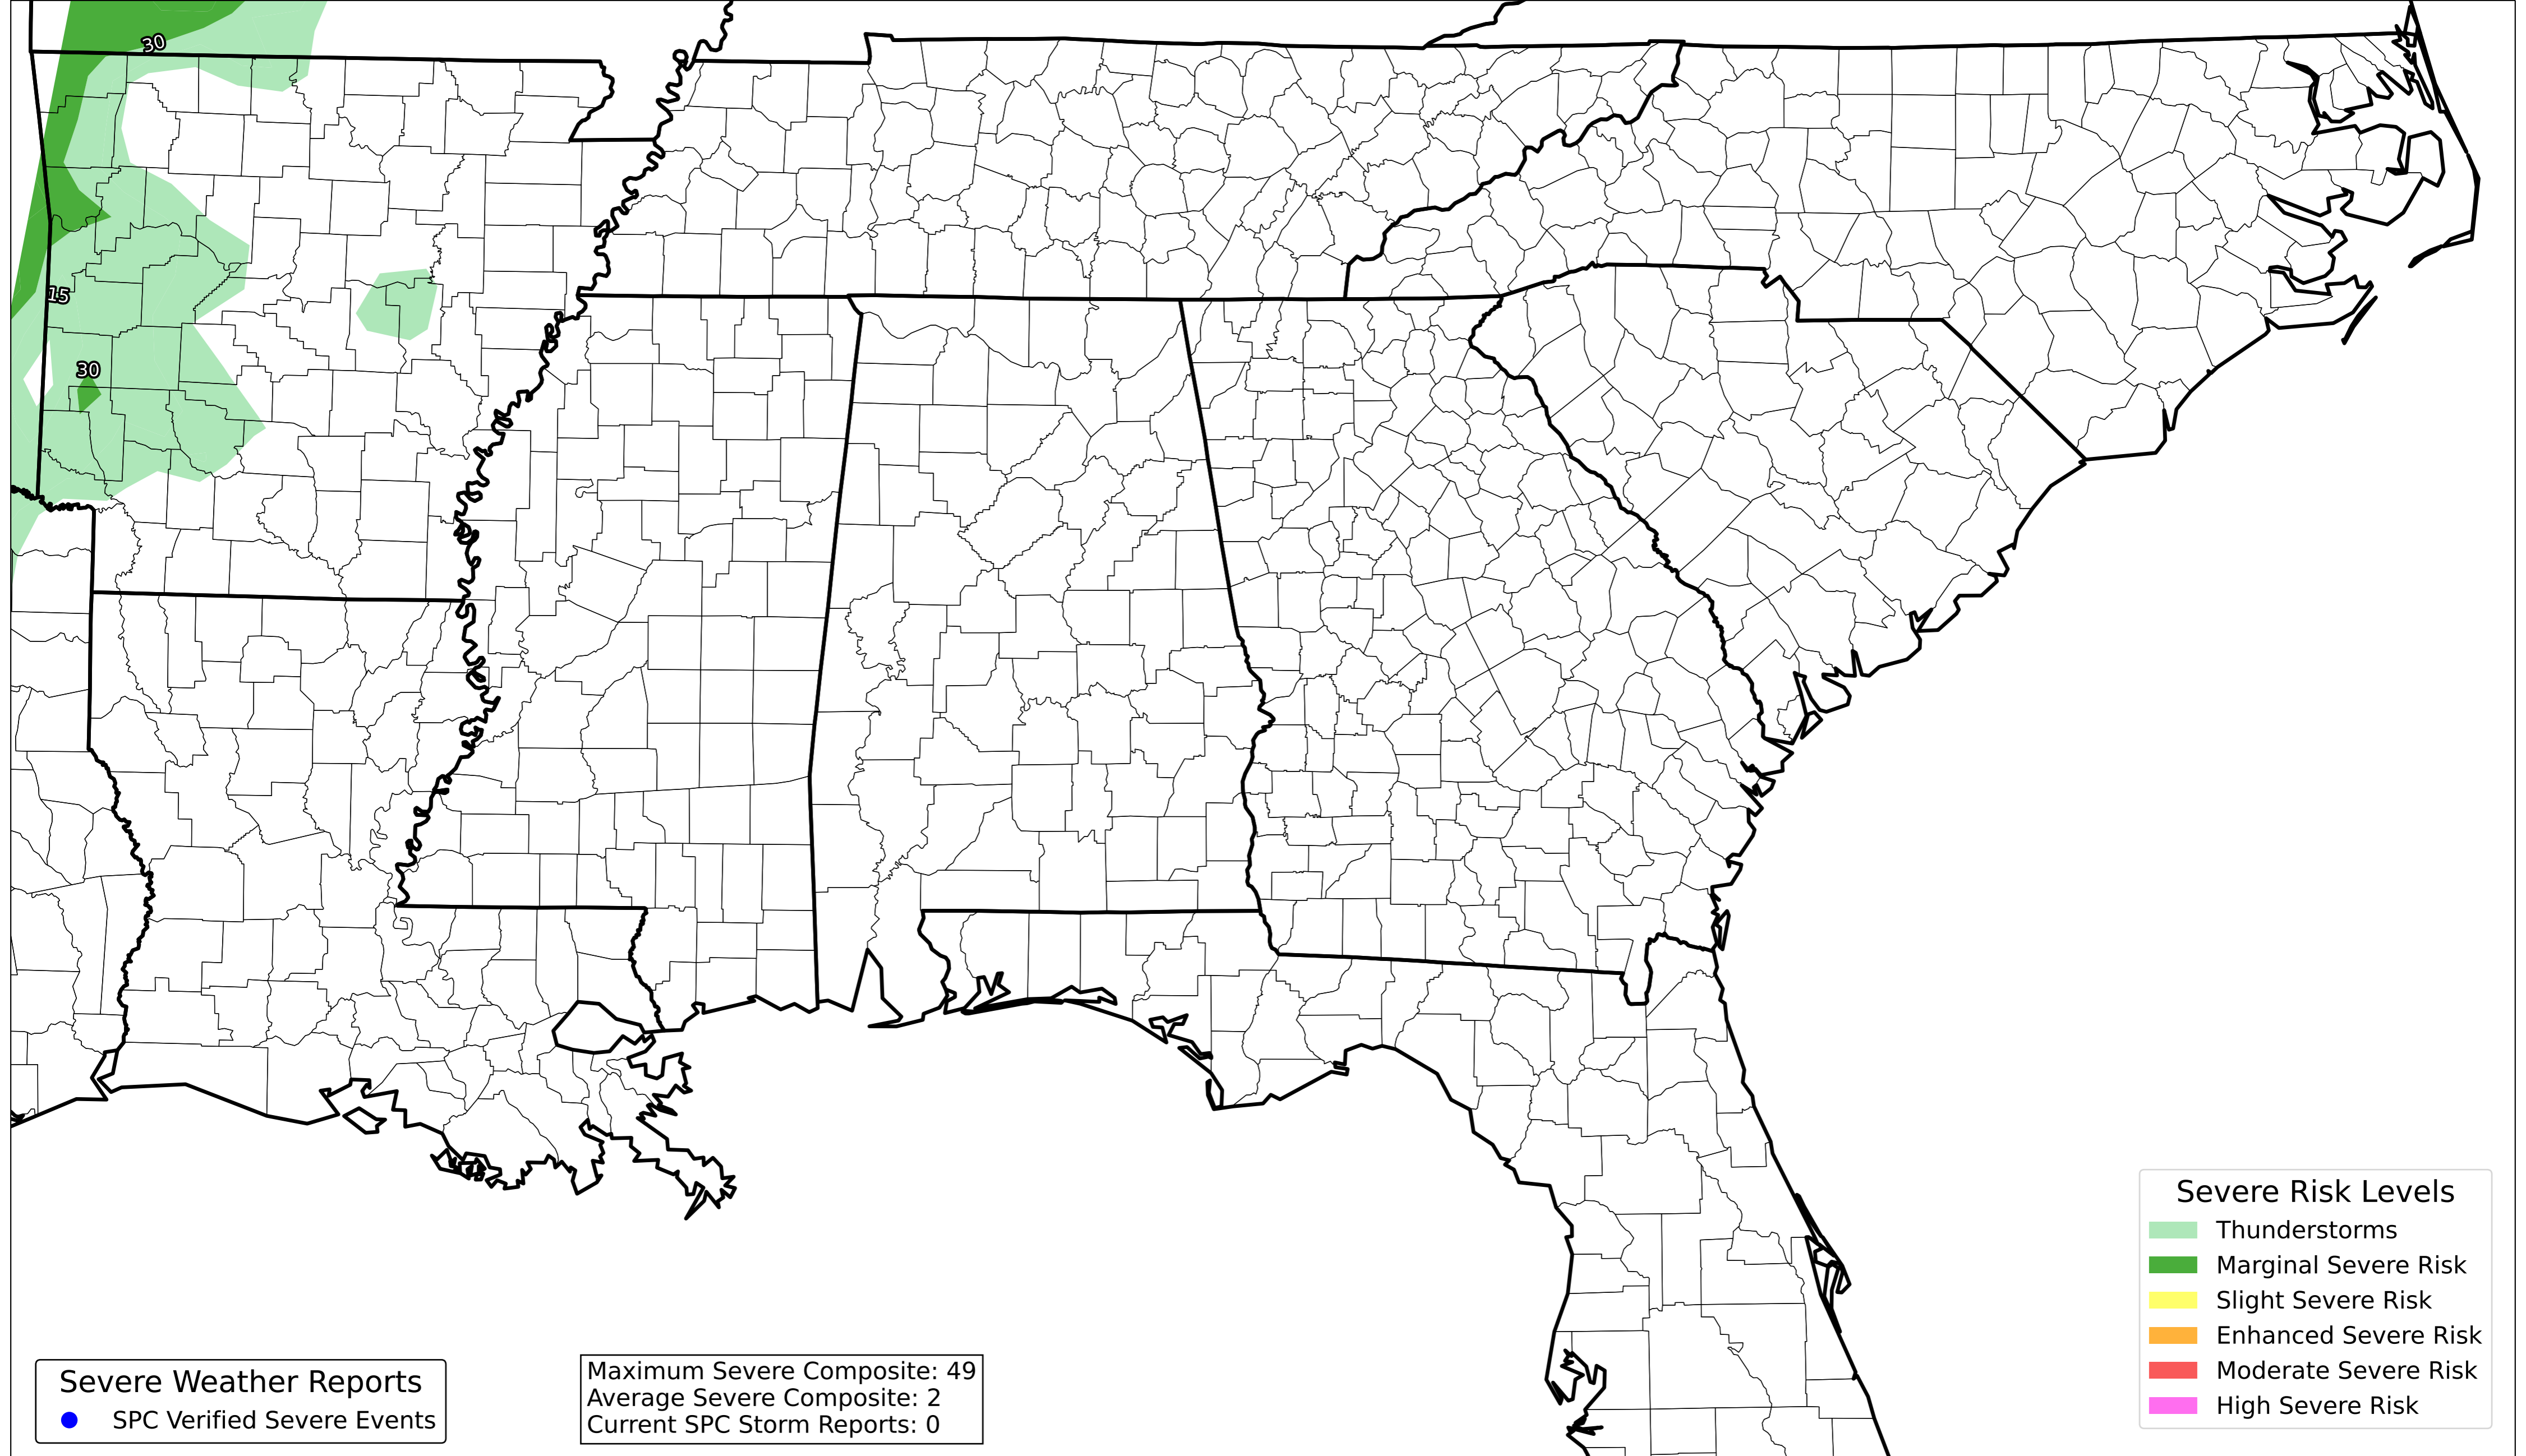 30
15
30
Severe Risk Levels
Thunderstorms
Marginal Severe Risk
Slight Severe Risk
Enhanced Severe Risk
Moderate Severe Risk
High Severe Risk
Severe Weather Reports
SPC Verified Severe Events
Maximum Severe Composite: 49
Average Severe Composite: 2
Current SPC Storm Reports: 0